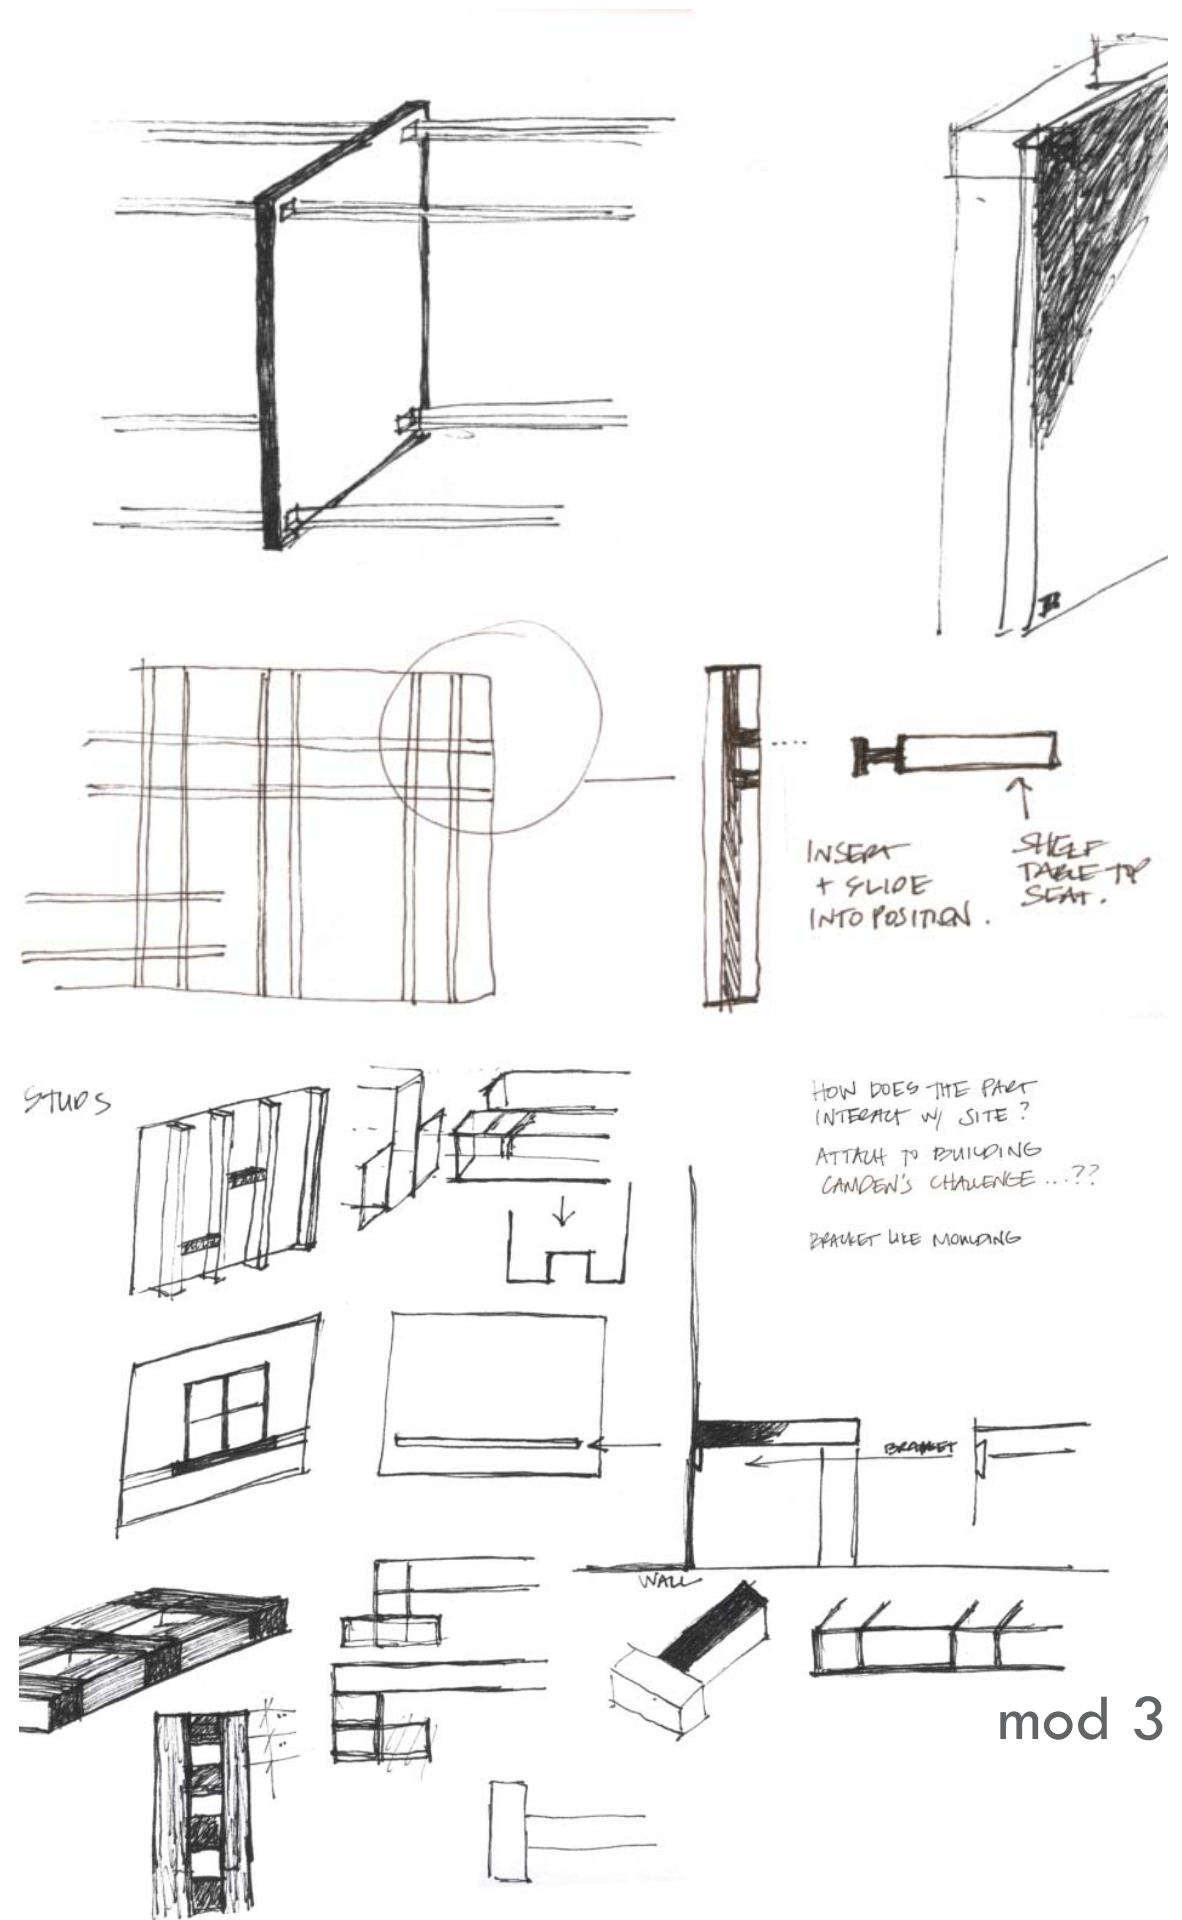 INSERT
+ SLIDE
INTO POSITION.
SHELF
TABLE TOP
SEAT.
STUDS
HOW DOES THE PART
INTERACT W/ SITE?
ATTACH TO BUILDING
CAMDEN'S CHALLENGE ...??
BRACKET LIKE MOULDING
BRACKET
WALL
mod 3